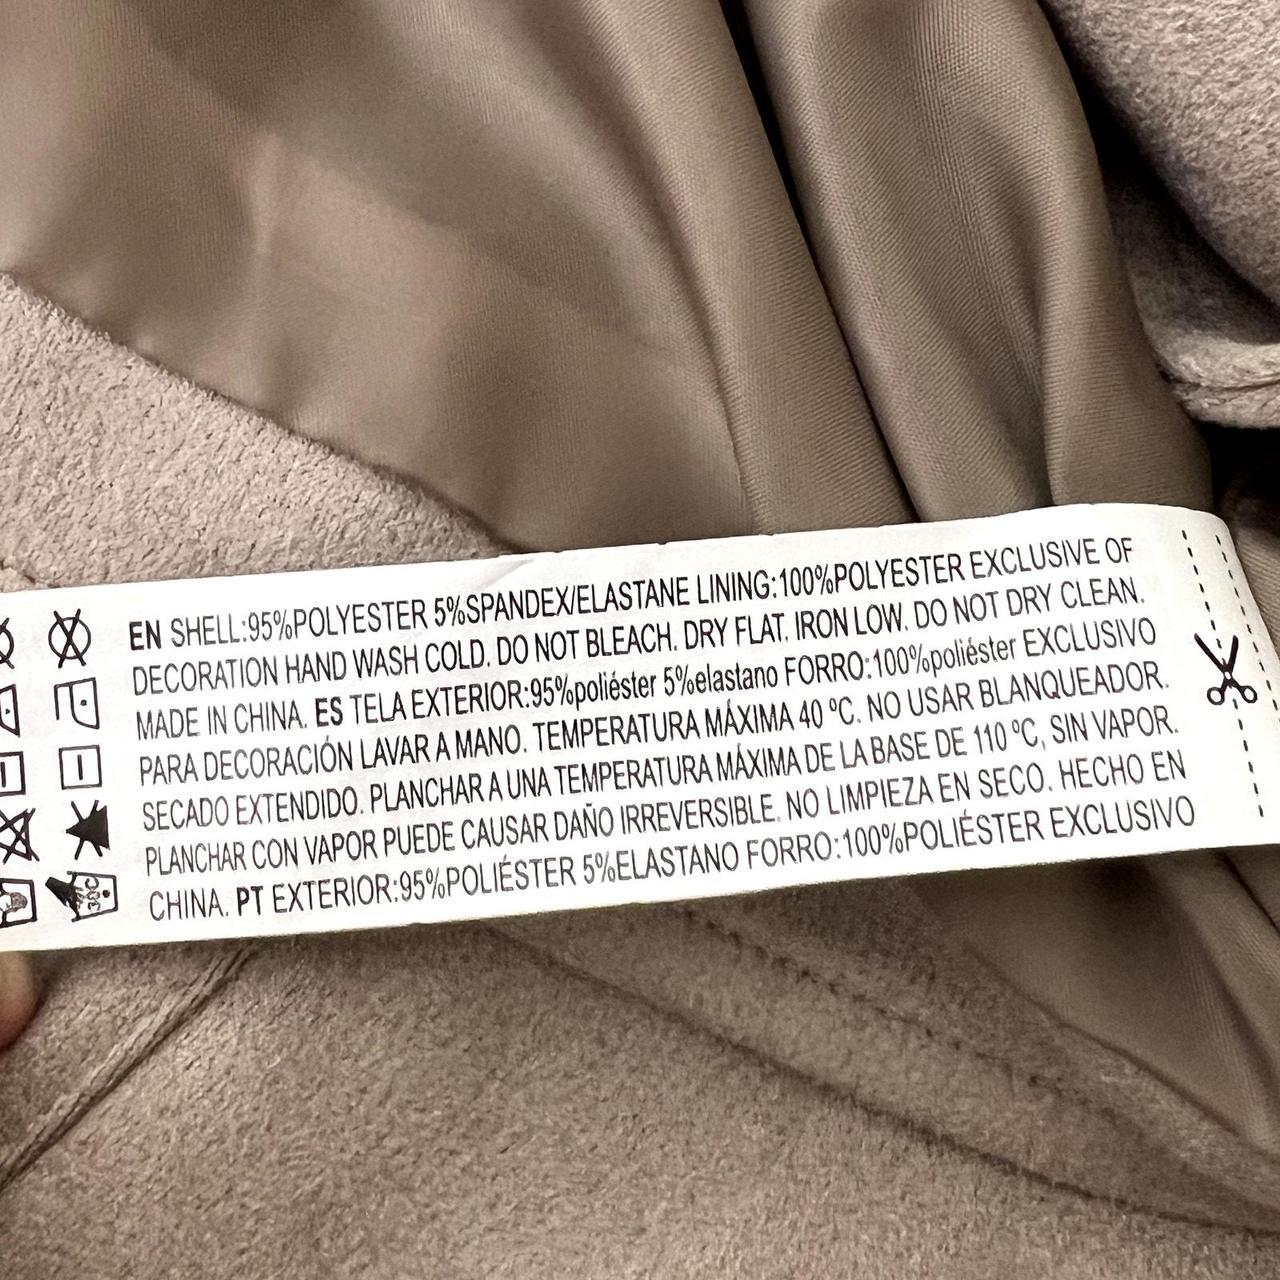 EN SHELL:95%POLYESTER 5%SPANDEX/ELASTANE LINING:100%POLYESTER EXCLUSIVE OF
DECORATION HAND WASH COLD. DO NOT BLEACH. DRY FLAT. IRON LOW. DO NOT DRY CLEAN.
MADE IN CHINA. ES TELA EXTERIOR:95%poliéster 5%elastano FORRO:100%poliéster EXCLUSIVO
PARA DECORACIÓN LAVAR A MANO. TEMPERATURA MÁXIMA 40 ºC. NO USAR BLANQUEADOR.
SECADO EXTENDIDO. PLANCHAR A UNA TEMPERATURA MÁXIMA DE LA BASE DE 110 ºC, SIN VAPOR.
PLANCHAR CON VAPOR PUEDE CAUSAR DAÑO IRREVERSIBLE. NO LIMPIEZA EN SECO. HECHO EN
CHINA. PT EXTERIOR:95%POLIÉSTER 5%ELASTANO FORRO:100%POLIÉSTER EXCLUSIVO
30C